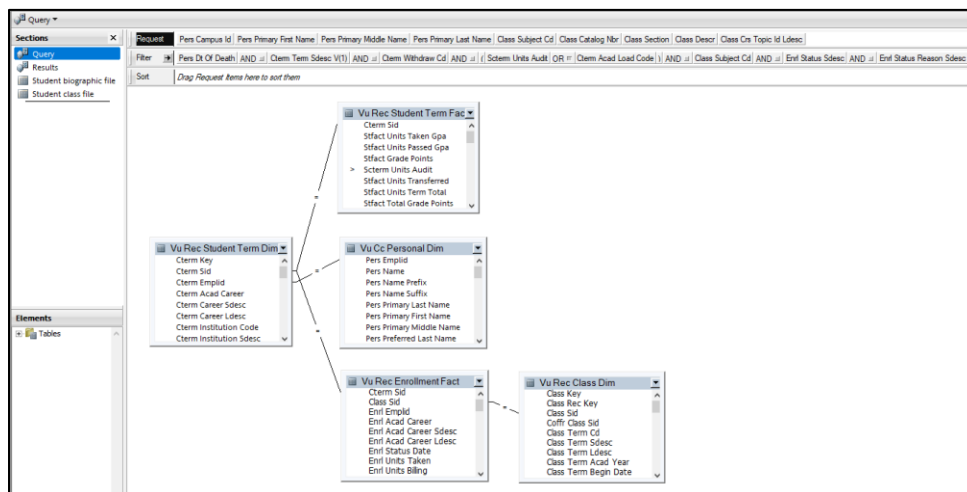 Query
Sections ×
Query
Results
Student biographic file
Student class file
Elements
Tables
Request Pers Campus Id Pers Primary First Name Pers Primary Middle Name Pers Primary Last Name Class Subject Cd Class Catalog Nbr Class Section Class Descr Class Crs Topic Id Ldesc
Filter Pers Dt Of Death AND Cterm Term Sdesc V(1) AND Cterm Withdraw Cd AND ( Scterm Units Audit OR Cterm Acad Load Code ) AND Class Subject Cd AND Enrl Status Sdesc AND Enrl Status Reason Sdesc
Sort Drag Request items here to sort them
Vu Rec Student Term Fac
Cterm Sid
Stfact Units Taken Gpa
Stfact Units Passed Gpa
Stfact Grade Points
> Scterm Units Audit
Stfact Units Transferred
Stfact Units Term Total
Stfact Total Grade Points
=
Vu Rec Student Term Dim
Cterm Key
Cterm Sid
Cterm Emplid
Cterm Acad Career
Cterm Career Sdesc
Cterm Career Ldesc
Cterm Institution Code
Cterm Institution Sdesc
=
Vu Cc Personal Dim
Pers Emplid
Pers Name
Pers Name Prefix
Pers Name Suffix
Pers Primary Last Name
Pers Primary First Name
Pers Primary Middle Name
Pers Preferred Last Name
=
Vu Rec Enrollment Fact
Cterm Sid
Class Sid
Enrl Emplid
Enrl Acad Career
Enrl Acad Career Sdesc
Enrl Acad Career Ldesc
Enrl Status Date
Enrl Units Taken
Enrl Units Biling
=
Vu Rec Class Dim
Class Key
Class Rec Key
Class Sid
Coffr Class Sid
Class Term Cd
Class Term Sdesc
Class Term Ldesc
Class Term Acad Year
Class Term Begin Date